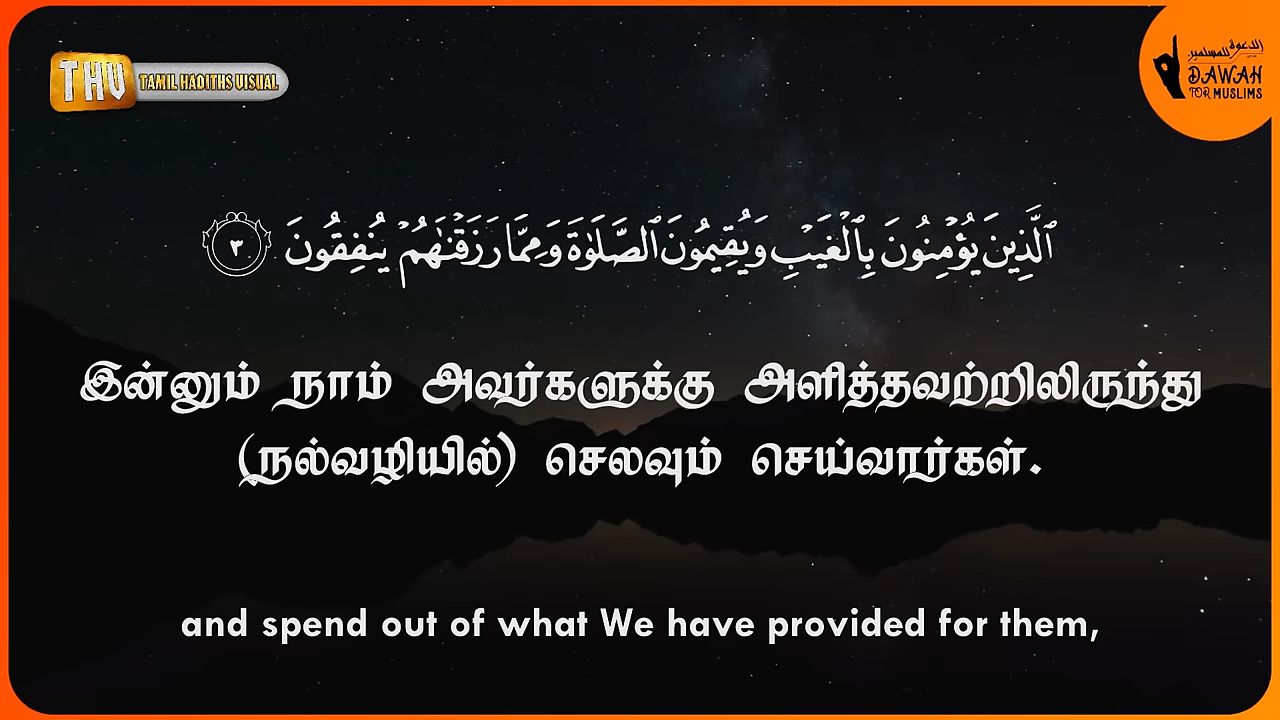 THV
TAMIL HADITHS VISUAL
الدعوة للمسلمين
DAWAH
FOR MUSLIMS
ٱلَّذِينَ يُؤْمِنُونَ بِٱلْغَيْبِ وَيُقِيمُونَ ٱلصَّلَوٰةَ وَمِمَّا رَزَقْنَٰهُمْ يُنفِقُونَ ٣
இன்னும் நாம் அவர்களுக்கு அளித்தவற்றிலிருந்து
(நல்வழியில்) செலவும் செய்வார்கள்.
and spend out of what We have provided for them,